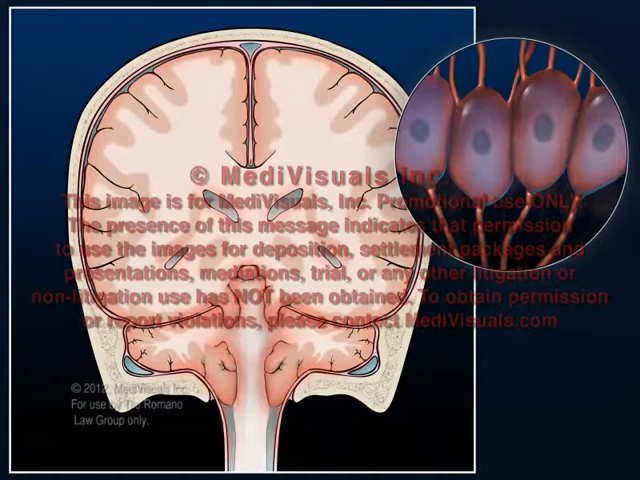 © MediVisuals Inc.
This image is for MediVisuals, Inc. Promotional use ONLY.
The presence of this message indicates that permission
to use the images for deposition, settlement packages and
presentations, mediations, trial, or any other litigation or
non-litigation use has NOT been obtained. To obtain permission
or report violations, please contact MediVisuals.com
© 2012, MediVisuals Inc.
For use by The Romano
Law Group only.